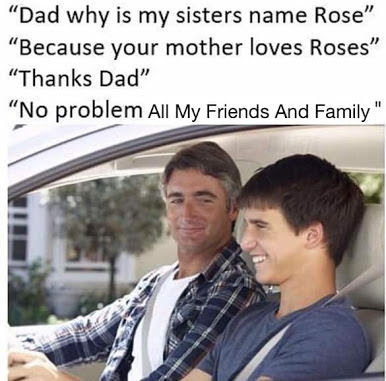 “Dad why is my sisters name Rose”
“Because your mother loves Roses”
“Thanks Dad”
“No problem All My Friends And Family "